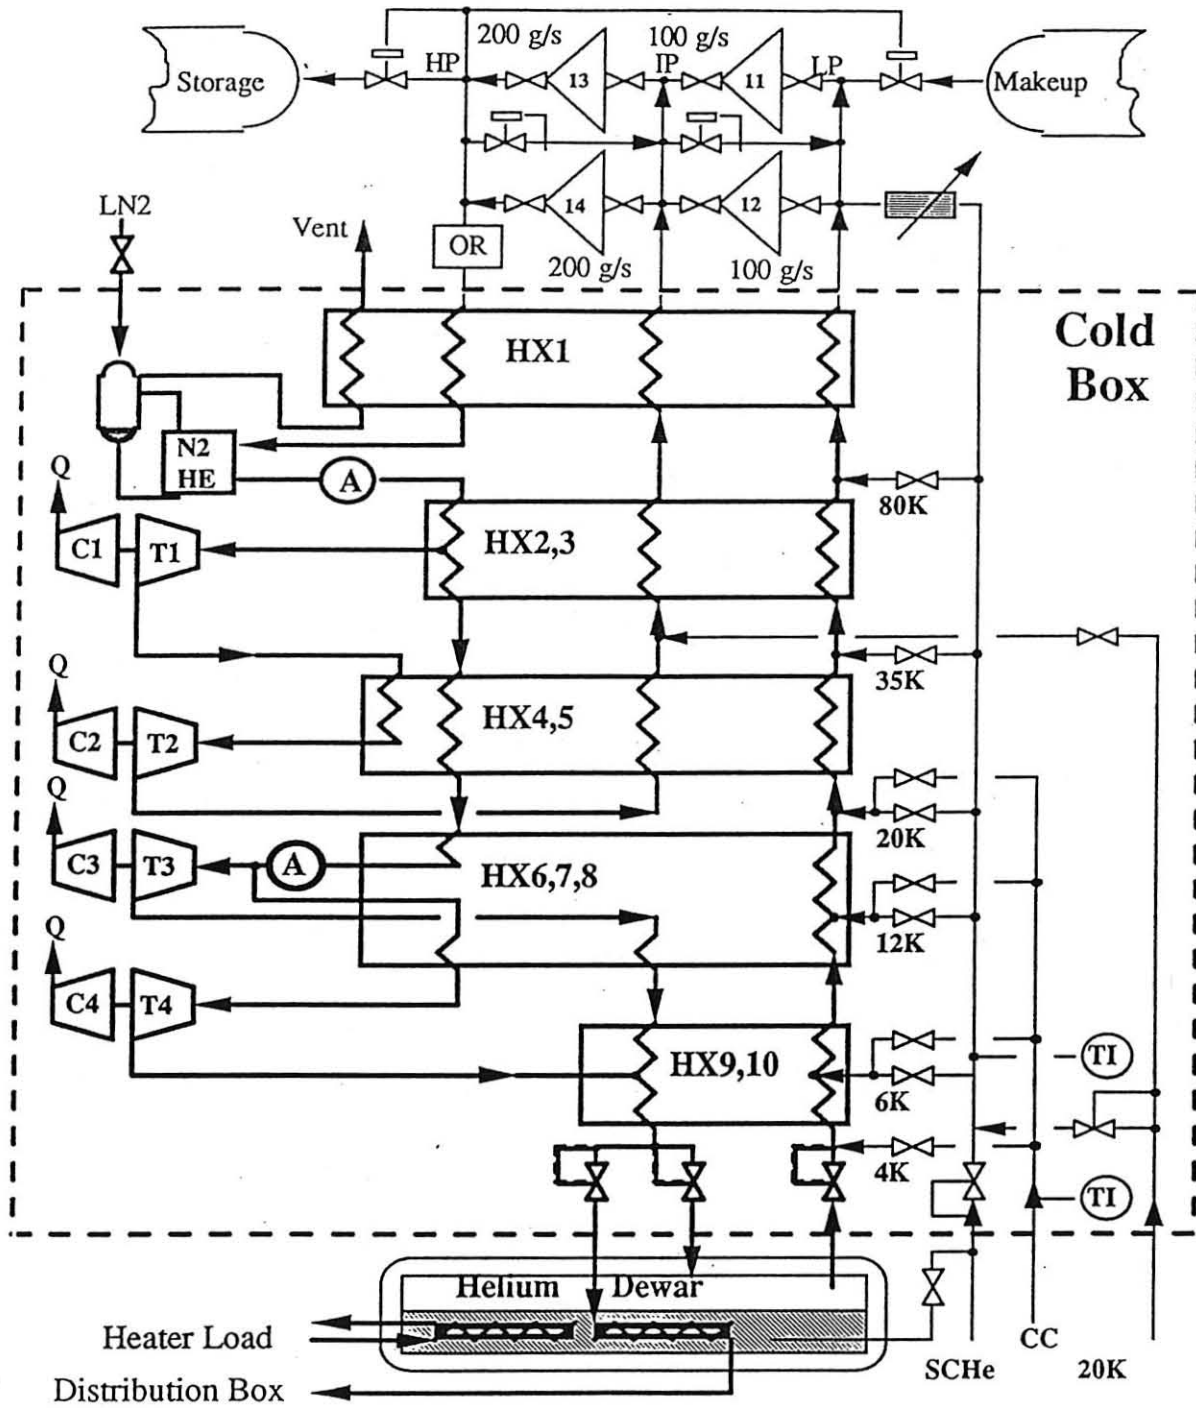 200 g/s
100 g/s
Storage
HP
13
IP
11
LP
Makeup
LN2
Vent
OR
14
12
200 g/s
100 g/s
HX1
Cold
Box
N2
HE
A
Q
80K
C1
T1
HX2,3
Q
35K
C2
T2
HX4,5
Q
20K
C3
T3
A
HX6,7,8
12K
Q
C4
T4
HX9,10
TI
6K
4K
TI
Helium Dewar
Heater Load
CC
SCHe
20K
Distribution Box